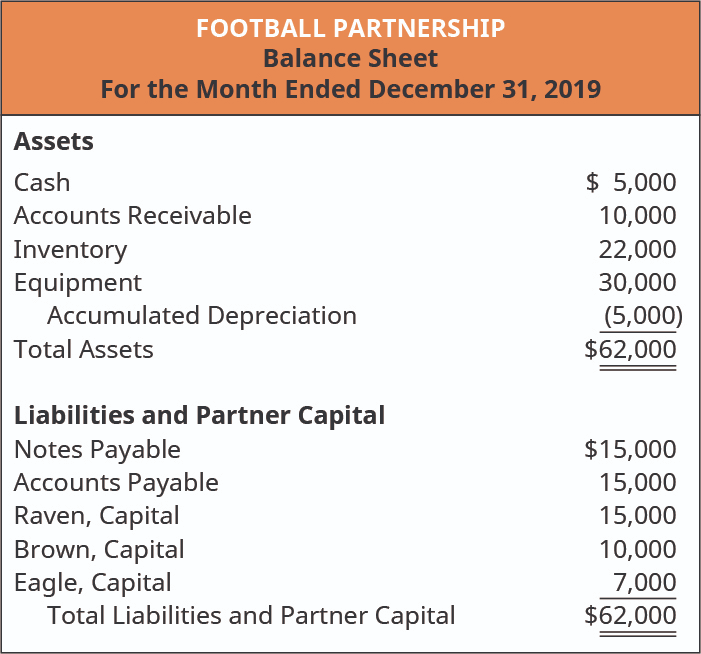 FOOTBALL PARTNERSHIP
Balance Sheet
For the Month Ended December 31, 2019
Assets
Cash $ 5,000
Accounts Receivable 10,000
Inventory 22,000
Equipment 30,000
Accumulated Depreciation (5,000)
Total Assets $62,000
Liabilities and Partner Capital
Notes Payable $15,000
Accounts Payable 15,000
Raven, Capital 15,000
Brown, Capital 10,000
Eagle, Capital 7,000
Total Liabilities and Partner Capital $62,000